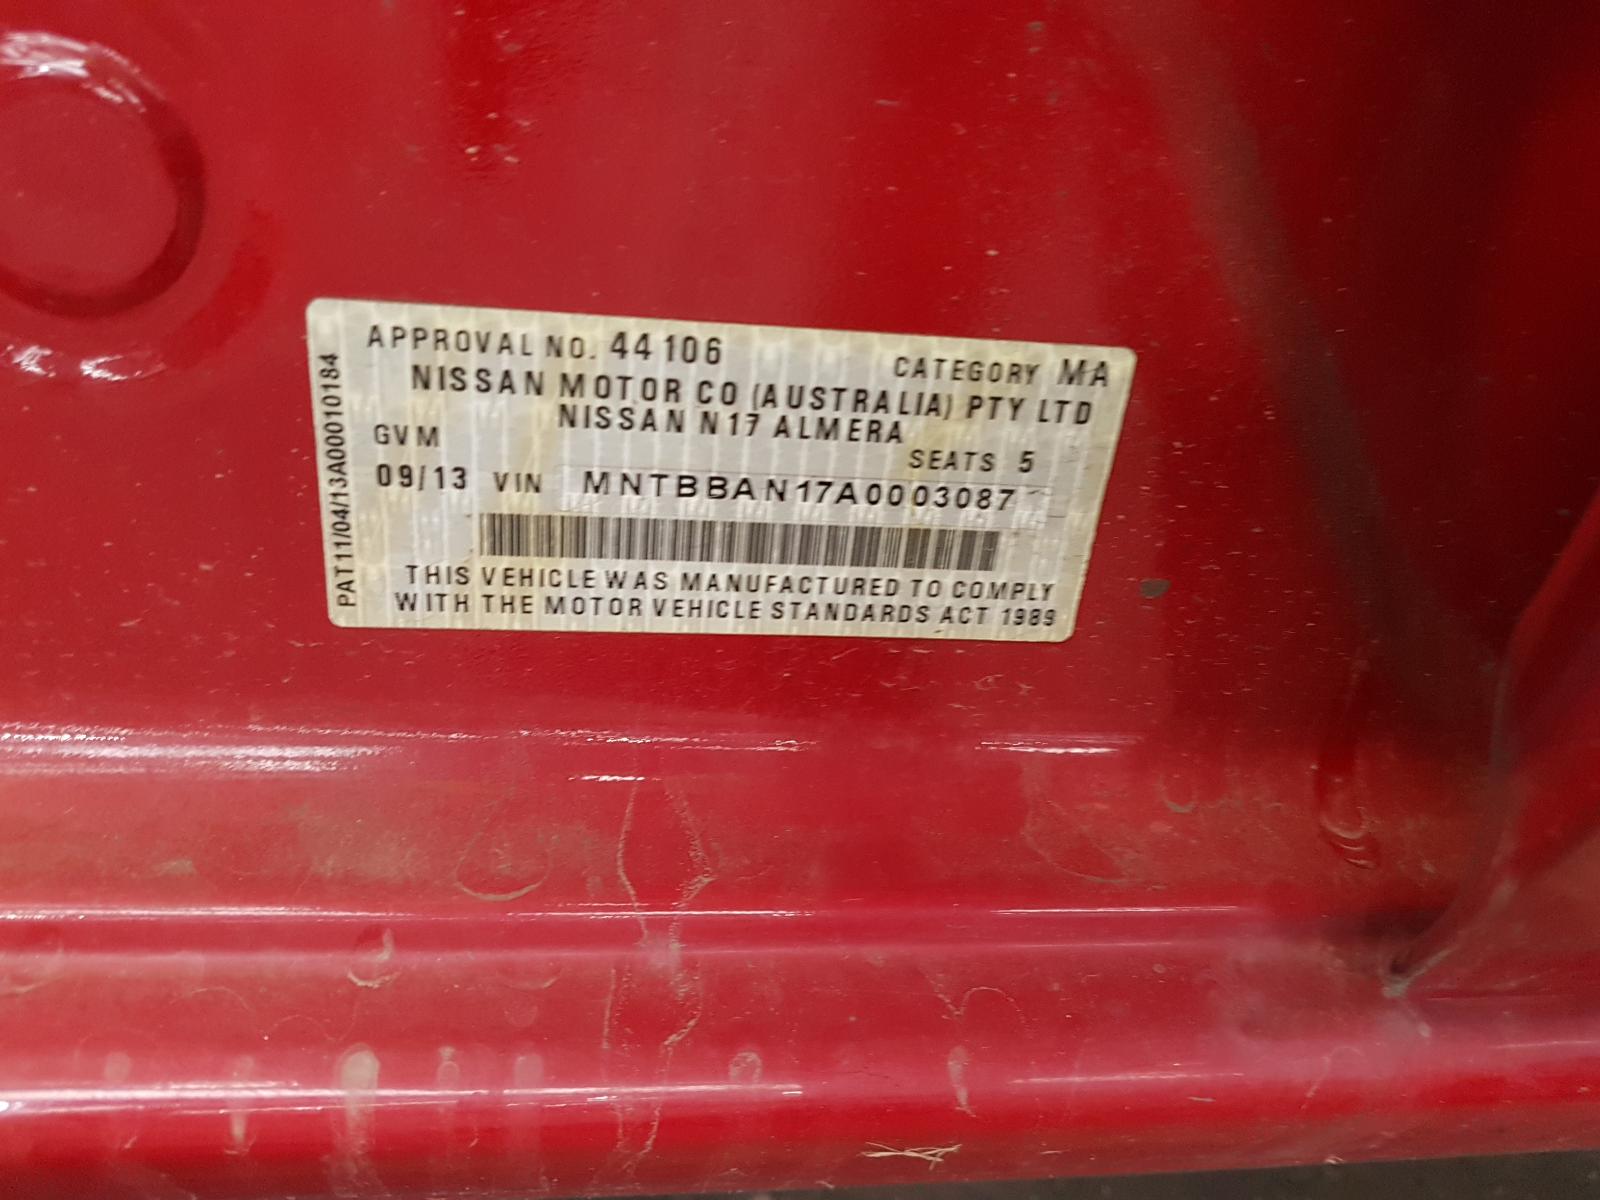 APPROVAL NO. 44106 CATEGORY MA
NISSAN MOTOR CO (AUSTRALIA) PTY LTD
NISSAN N17 ALMERA
GVM
SEATS 5
09/13 VIN MNTBBAN17A0003087
THIS VEHICLE WAS MANUFACTURED TO COMPLY
WITH THE MOTOR VEHICLE STANDARDS ACT 1989
PAT11/04/13A00010184